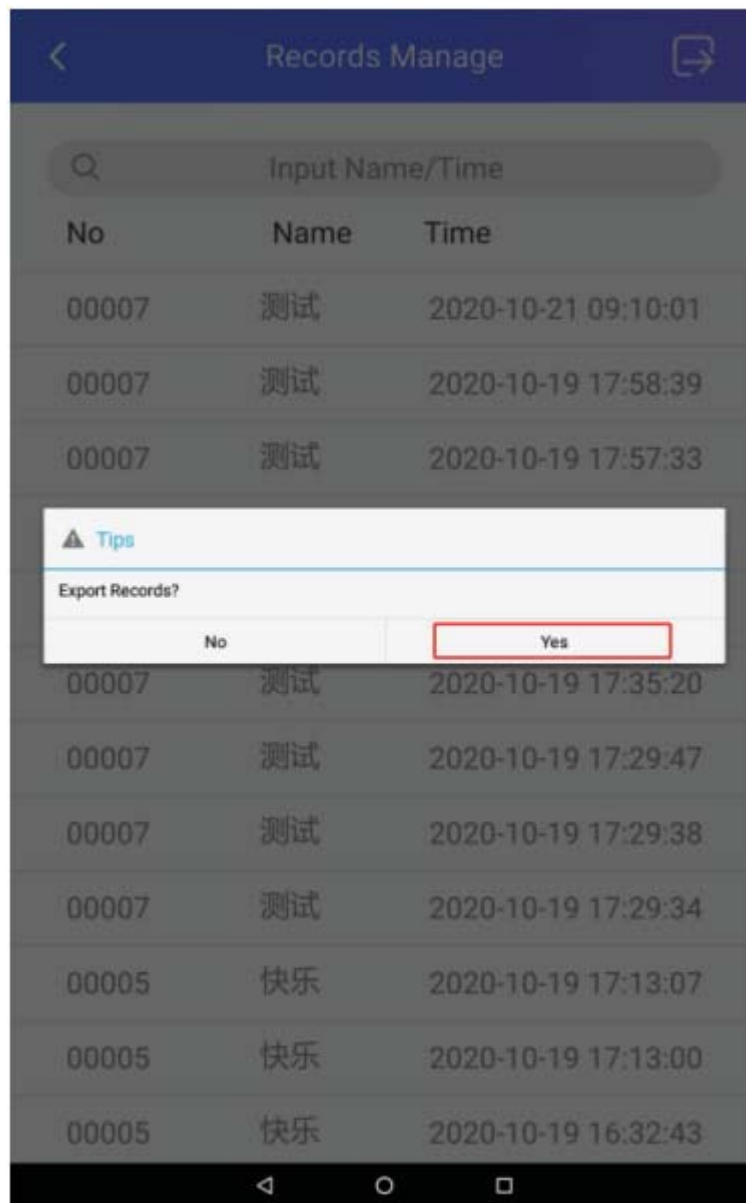 Records Manage
Input Name/Time
No Name Time
00007 测试 2020-10-21 09:10:01
00007 测试 2020-10-19 17:58:39
00007 测试 2020-10-19 17:57:33
Tips
Export Records?
No Yes
00007 测试 2020-10-19 17:35:20
00007 测试 2020-10-19 17:29:47
00007 测试 2020-10-19 17:29:38
00007 测试 2020-10-19 17:29:34
00005 快乐 2020-10-19 17:13:07
00005 快乐 2020-10-19 17:13:00
00005 快乐 2020-10-19 16:32:43